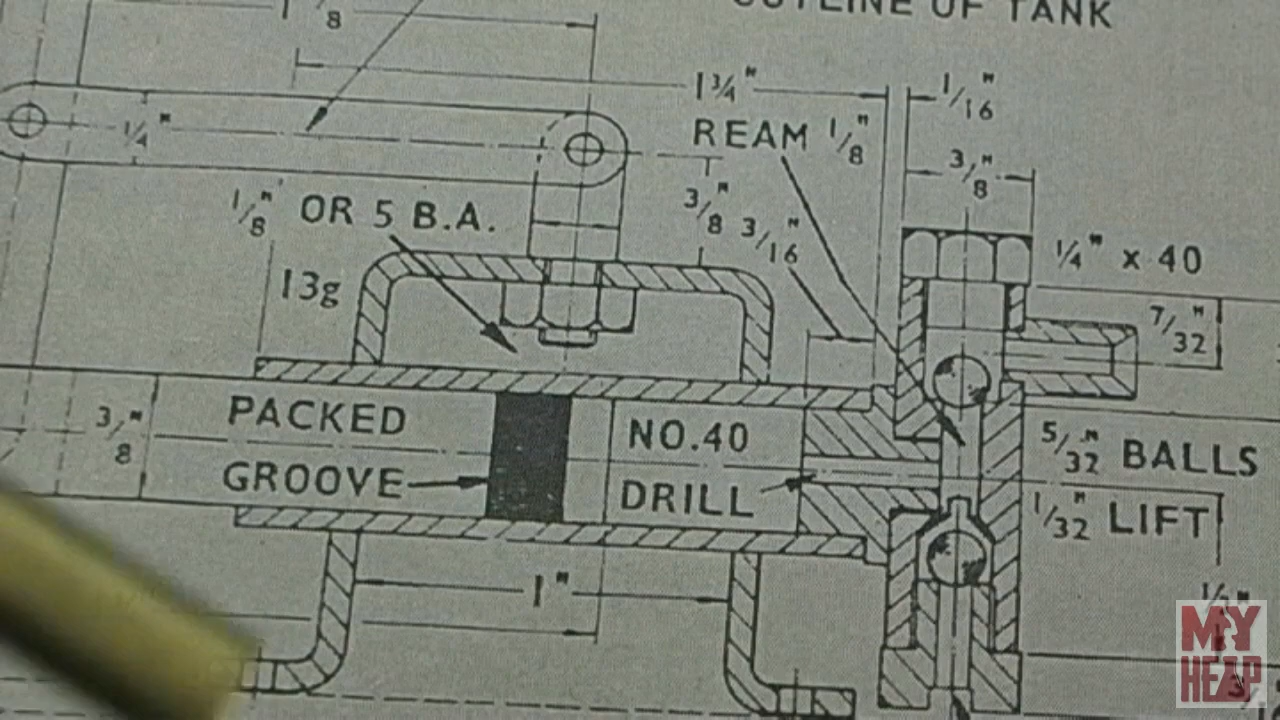 OUTLINE OF TANK
1/8"
1 3/4"
1/16"
1/4"
REAM 1/8"
3/8"
1/8" OR 5 B.A.
3/8"
3/16"
1/4" x 40
13g
7/32"
3/8"
PACKED
GROOVE
NO.40
DRILL
5/32" BALLS
1/32" LIFT
1"
MY
HEAP